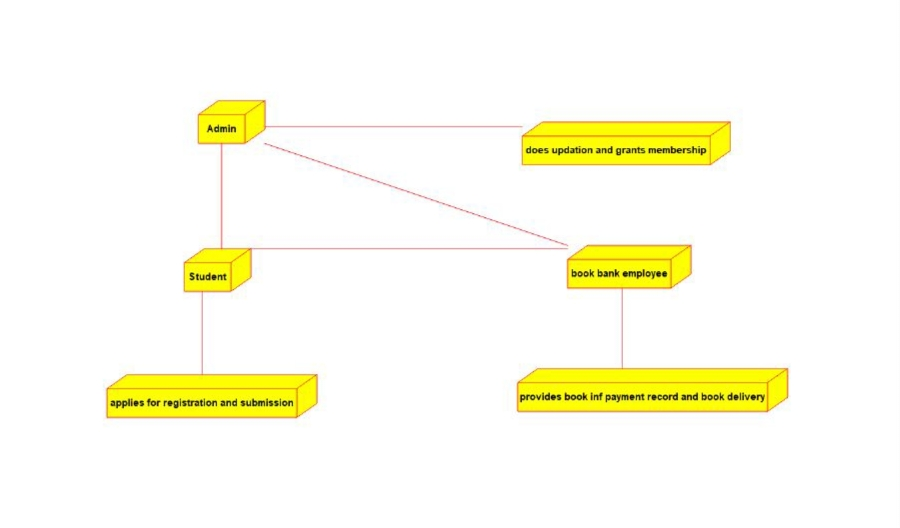 Admin
does updation and grants membership
Student
book bank employee
applies for registration and submission
provides book inf payment record and book delivery